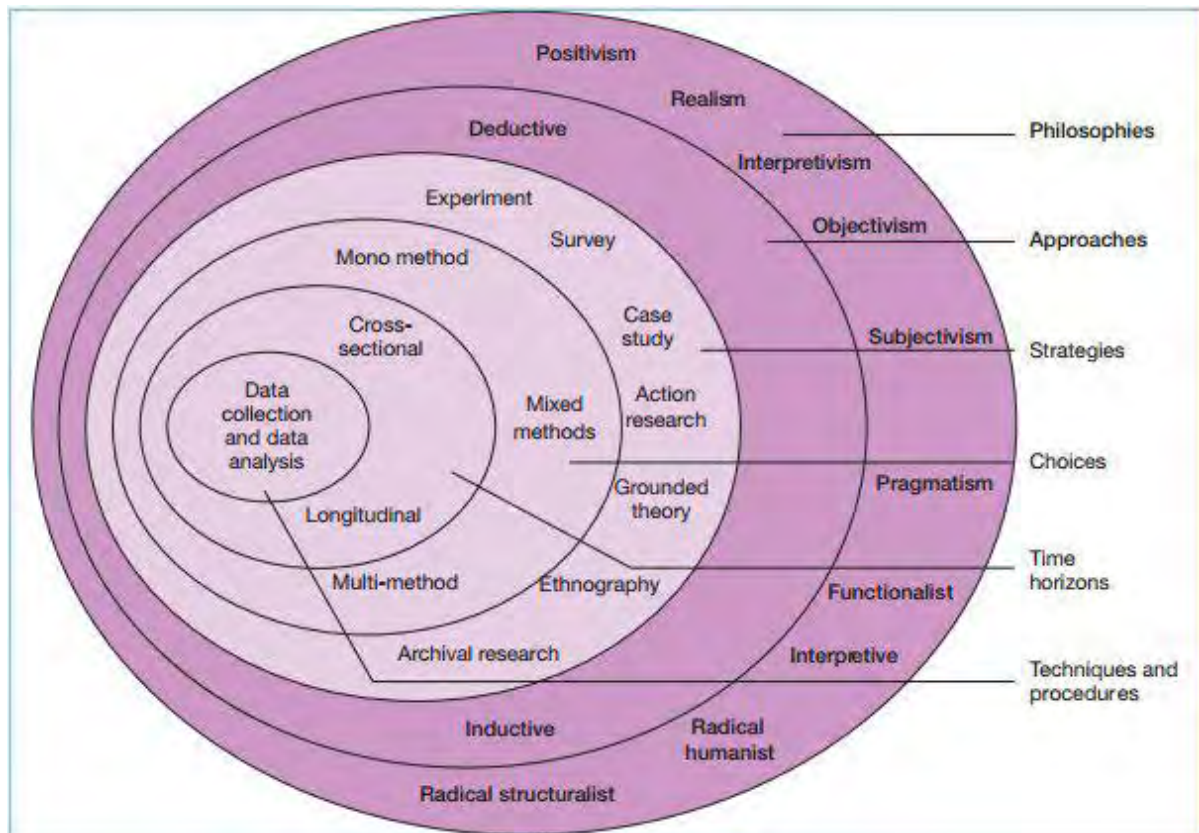 Positivism
Realism
Philosophies
Deductive
Interpretivism
Experiment
Objectivism
Approaches
Survey
Mono method
Case
study
Cross-
sectional
Subjectivism
Strategies
Data
collection
and data
analysis
Mixed
methods
Action
research
Choices
Pragmatism
Grounded
theory
Longitudinal
Time
horizons
Multi-method
Ethnography
Functionalist
Archival research
Interpretive
Techniques and
procedures
Inductive
Radical
humanist
Radical structuralist